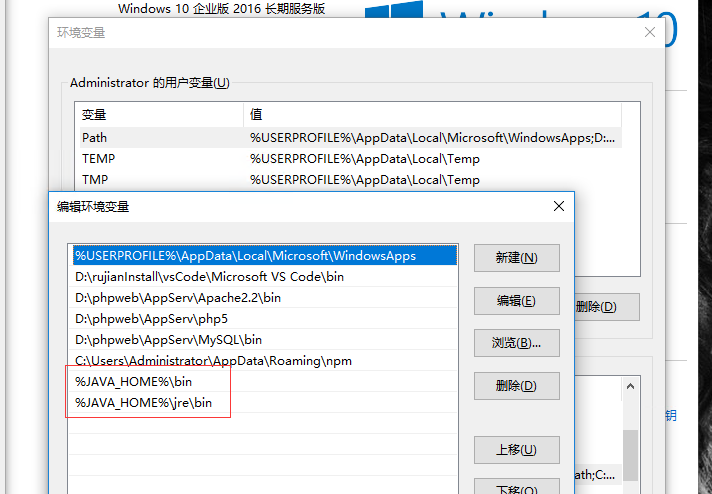 Windows 10 企业版 2016 长期服务版
环境变量
Administrator 的用户变量(U)
变量 值
Path %USERPROFILE%\AppData\Local\Microsoft\WindowsApps;D:...
TEMP %USERPROFILE%\AppData\Local\Temp
TMP %USERPROFILE%\AppData\Local\Temp
编辑环境变量
%USERPROFILE%\AppData\Local\Microsoft\WindowsApps
D:\rujianInstall\vsCode\Microsoft VS Code\bin
D:\phpweb\AppServ\Apache2.2\bin
D:\phpweb\AppServ\php5
D:\phpweb\AppServ\MySQL\bin
C:\Users\Administrator\AppData\Roaming\npm
%JAVA_HOME%\bin
%JAVA_HOME%\jre\bin
新建(N)
编辑(E)
浏览(B)...
删除(D)
上移(U)
下移(O)
删除(D)
钥
ath;C:...